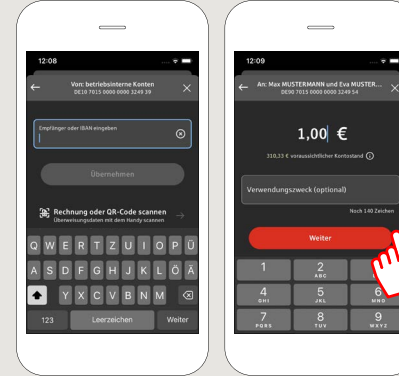 12:08
Von: betriebsinterne Konten
DE10 7015 0000 0000 3249 39
Empfänger oder IBAN eingeben
Übernehmen
Rechnung oder QR-Code scannen
Überweisungsdaten mit dem Handy scannen
Q W E R T Z U I O P Ü
A S D F G H J K L Ö Ä
Y X C V B N M
123 Leerzeichen Weiter
12:09
An: Max MUSTERMANN und Eva MUSTER...
DE90 7015 0000 0000 3249 54
1,00 €
310,33 € voraussichtlicher Kontostand
Verwendungszweck (optional)
Noch 140 Zeichen
Weiter
1 2
ABC
4 5 6
GHI JKL MNO
7 8 9
PQRS TUV WXYZ